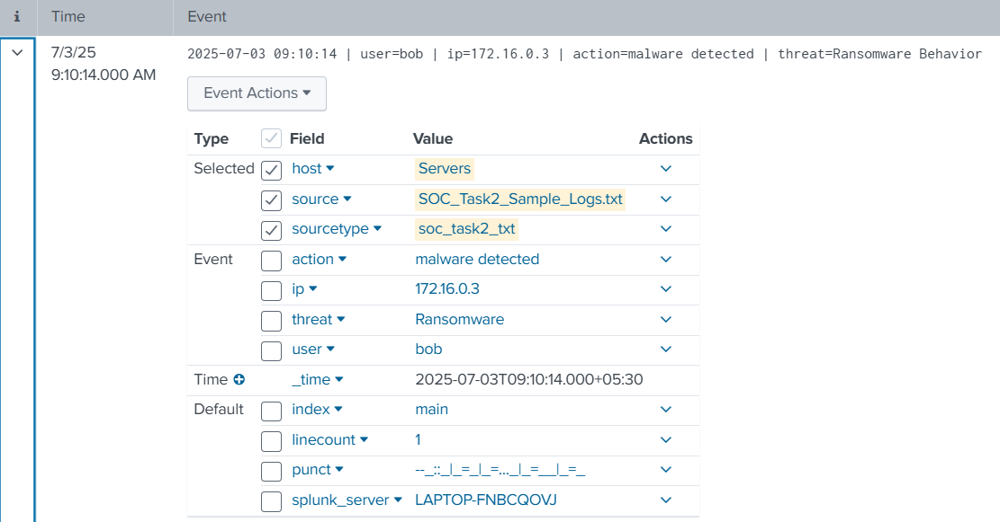 i Time Event
7/3/25 2025-07-03 09:10:14 | user=bob | ip=172.16.0.3 | action=malware detected | threat=Ransomware Behavior
9:10:14.000 AM
Event Actions
Type Field Value Actions
Selected host Servers
source SOC_Task2_Sample_Logs.txt
sourcetype soc_task2_txt
Event action malware detected
ip 172.16.0.3
threat Ransomware
user bob
Time _time 2025-07-03T09:10:14.000+05:30
Default index main
linecount 1
punct --_::_|_=_|_=..._|_=__|_=_
splunk_server LAPTOP-FNBCQOVJ